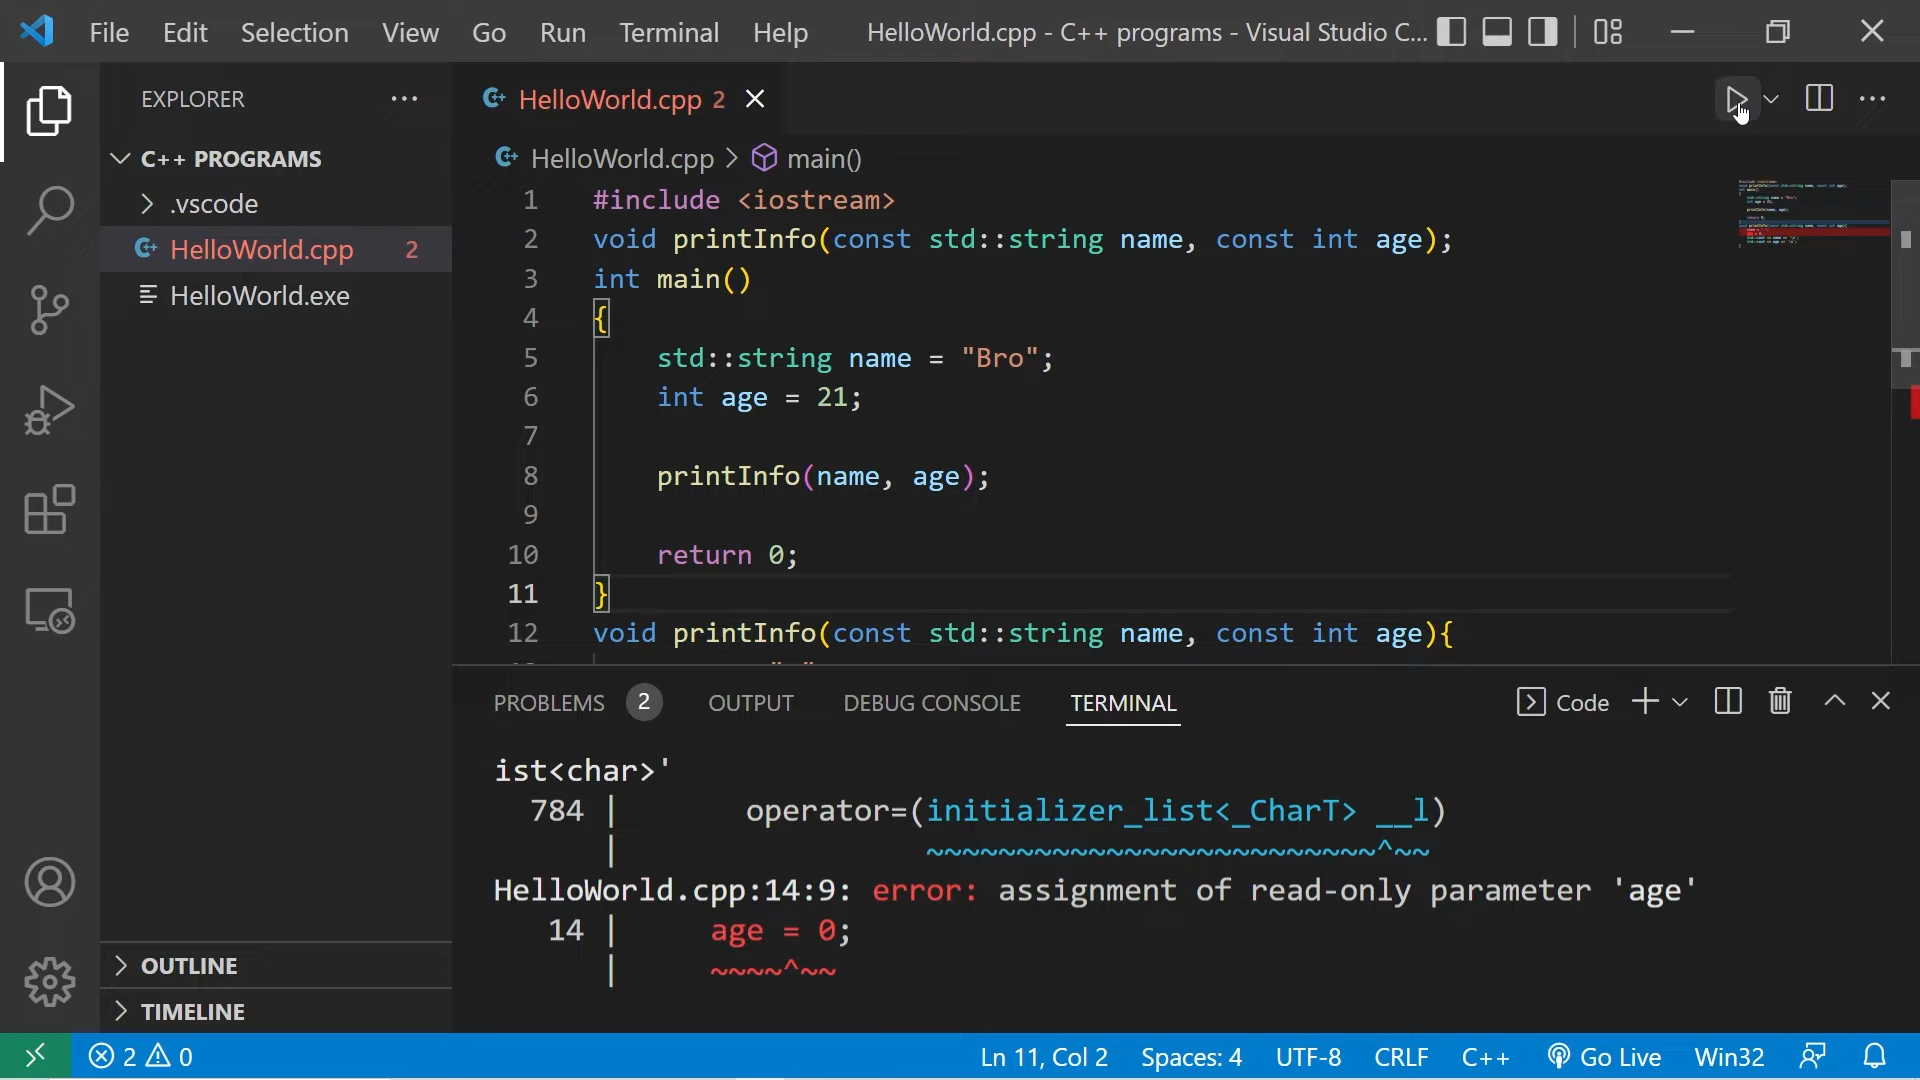 File Edit Selection View Go Run Terminal Help HelloWorld.cpp - C++ programs - Visual Studio C...
EXPLORER
C++ PROGRAMS
.vscode
HelloWorld.cpp 2
HelloWorld.exe
OUTLINE
TIMELINE
HelloWorld.cpp 2
HelloWorld.cpp > main()
1 #include <iostream>
2 void printInfo(const std::string name, const int age);
3 int main()
4 {
5 std::string name = "Bro";
6 int age = 21;
7
8 printInfo(name, age);
9
10 return 0;
11 }
12 void printInfo(const std::string name, const int age){
PROBLEMS 2 OUTPUT DEBUG CONSOLE TERMINAL Code
ist<char>'
784 | operator=(initializer_list<_CharT> __l)
| ~~~~~~~~~~~~~~~~~~~~~~~~~^~~
HelloWorld.cpp:14:9: error: assignment of read-only parameter 'age'
14 | age = 0;
| ~~~~^~~
2 0 Ln 11, Col 2 Spaces: 4 UTF-8 CRLF C++ Go Live Win32